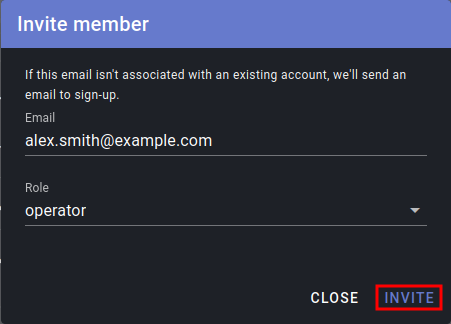 Invite member
If this email isn't associated with an existing account, we'll send an
email to sign-up.
Email
alex.smith@example.com
Role
operator
CLOSE INVITE